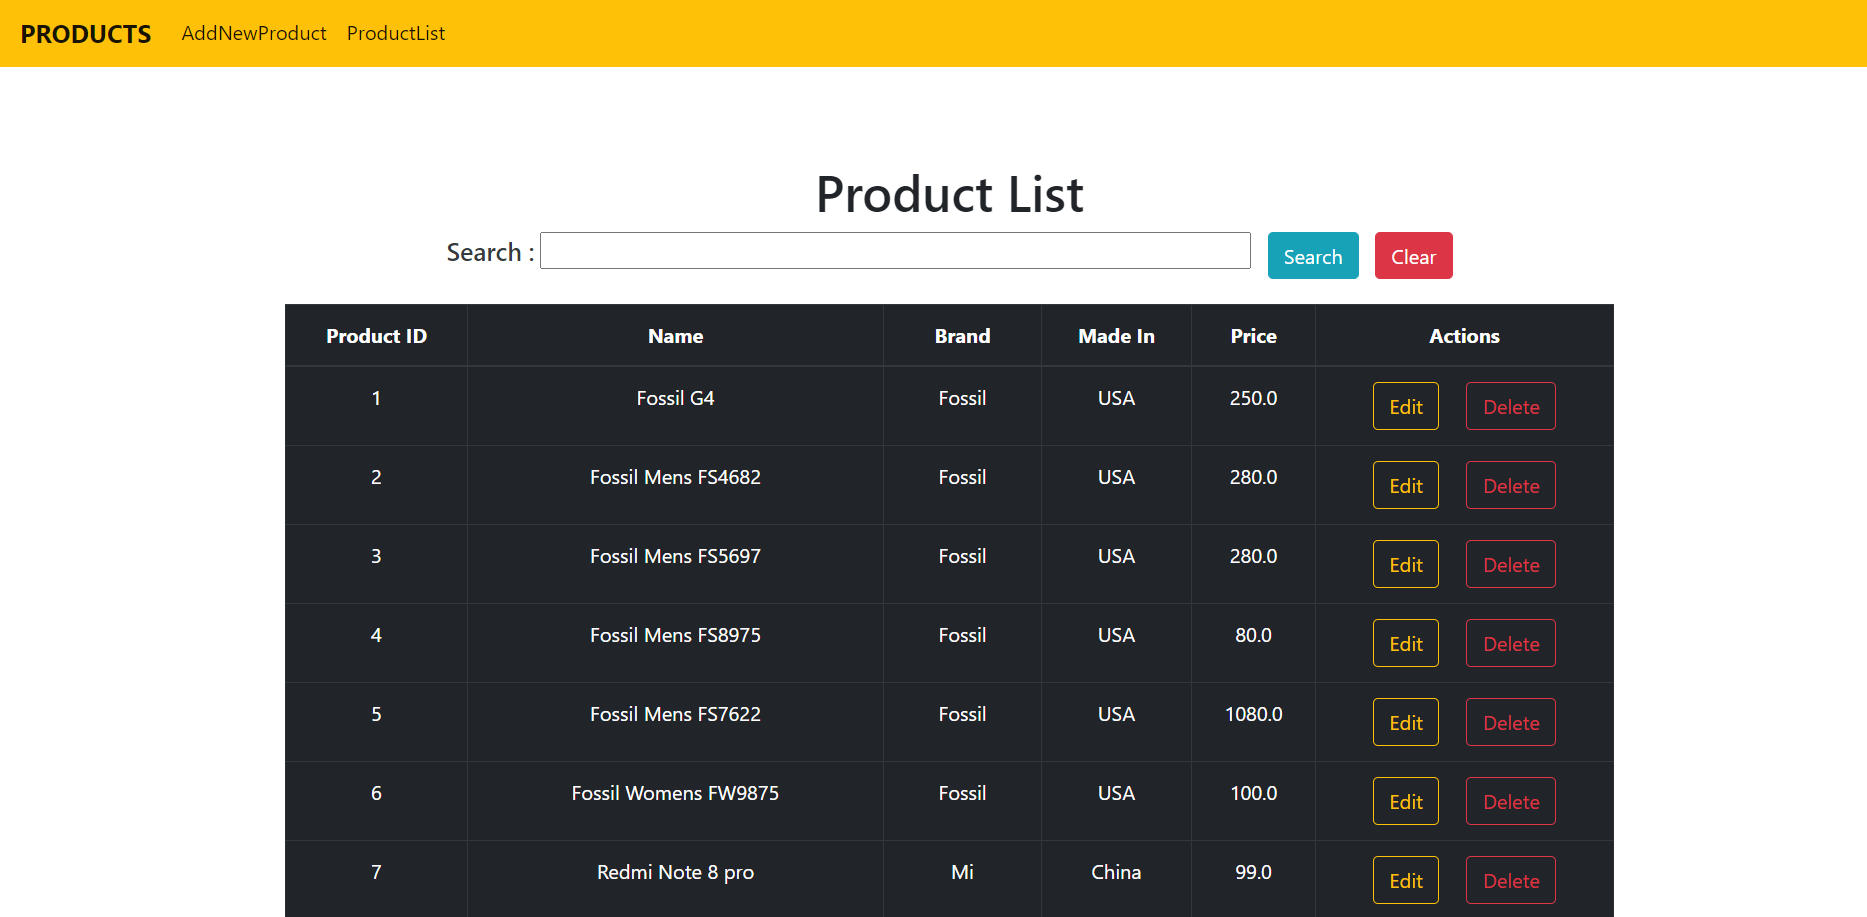 PRODUCTS AddNewProduct ProductList
Product List
Search : Search Clear
Product ID Name Brand Made In Price Actions
1 Fossil G4 Fossil USA 250.0 Edit Delete
2 Fossil Mens FS4682 Fossil USA 280.0 Edit Delete
3 Fossil Mens FS5697 Fossil USA 280.0 Edit Delete
4 Fossil Mens FS8975 Fossil USA 80.0 Edit Delete
5 Fossil Mens FS7622 Fossil USA 1080.0 Edit Delete
6 Fossil Womens FW9875 Fossil USA 100.0 Edit Delete
7 Redmi Note 8 pro Mi China 99.0 Edit Delete